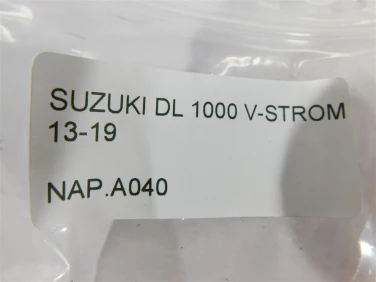 SUZUKI DL 1000 V-STROM
13-19
NAP.A040